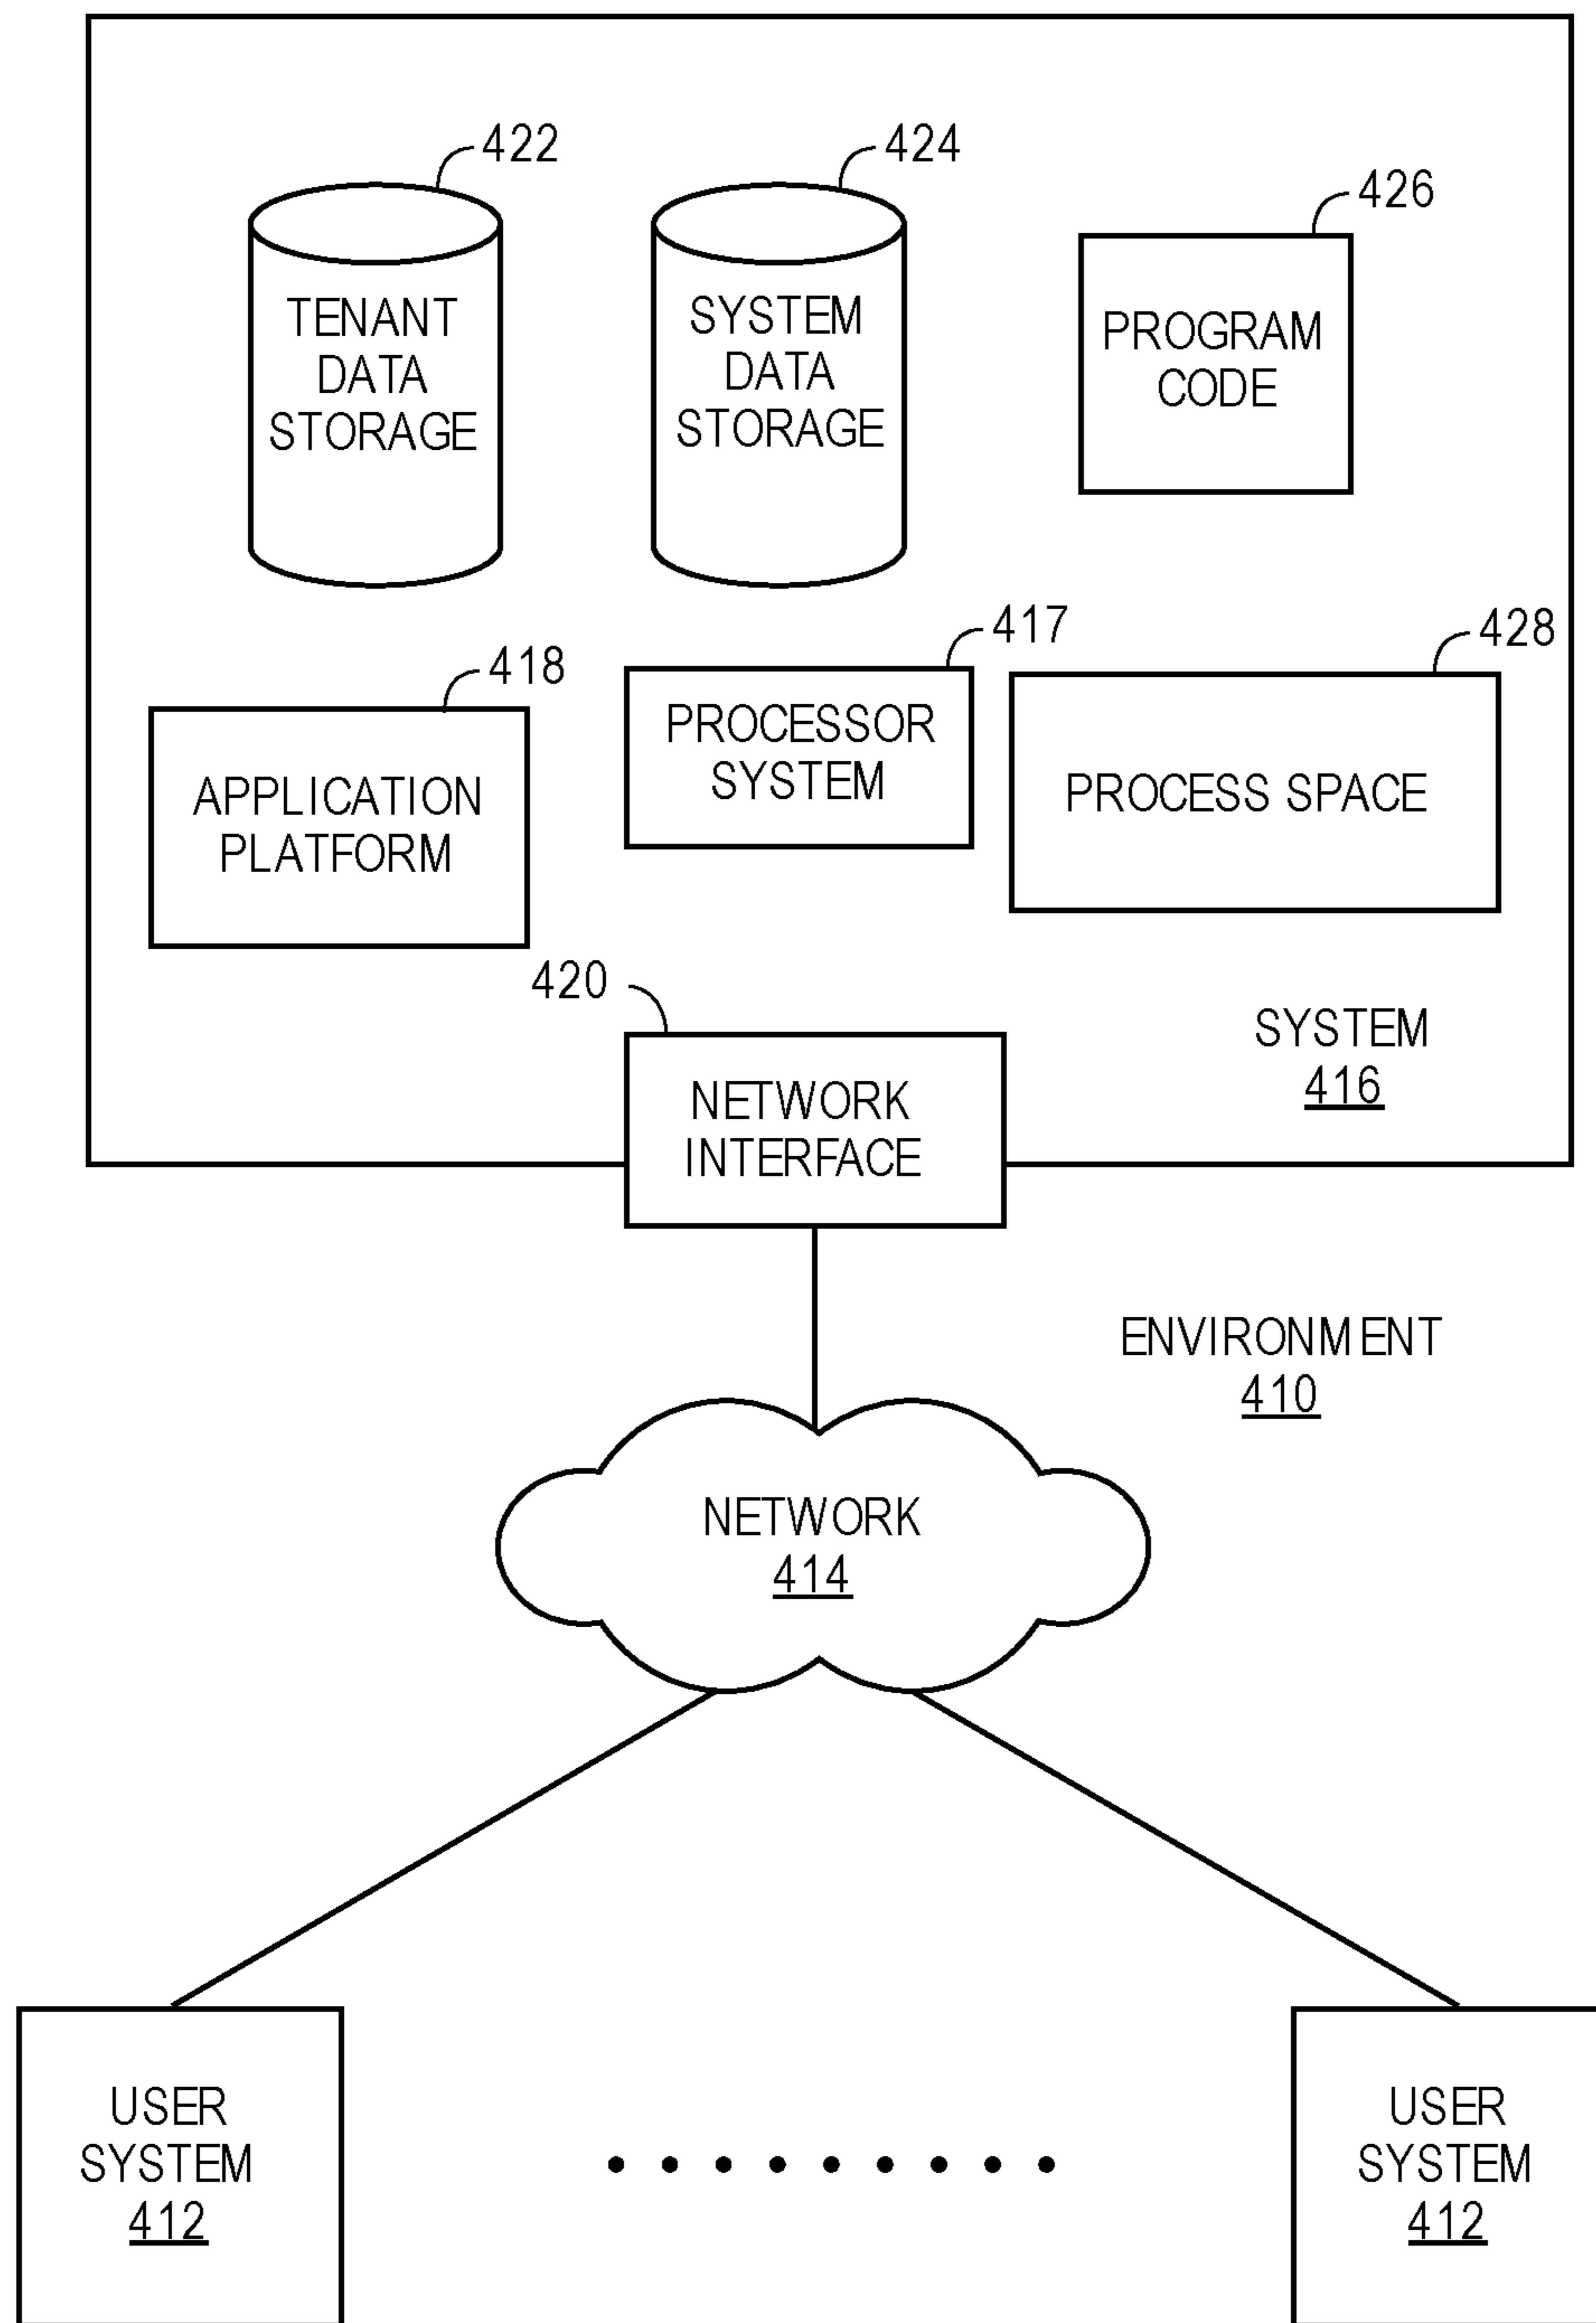 422
424
426
TENANT
DATA
STORAGE
SYSTEM
DATA
STORAGE
PROGRAM
CODE
418
417
428
APPLICATION
PLATFORM
PROCESSOR
SYSTEM
PROCESS SPACE
420
NETWORK
INTERFACE
SYSTEM
416
ENVIRONMENT
410
NETWORK
414
USER
SYSTEM
412
USER
SYSTEM
412